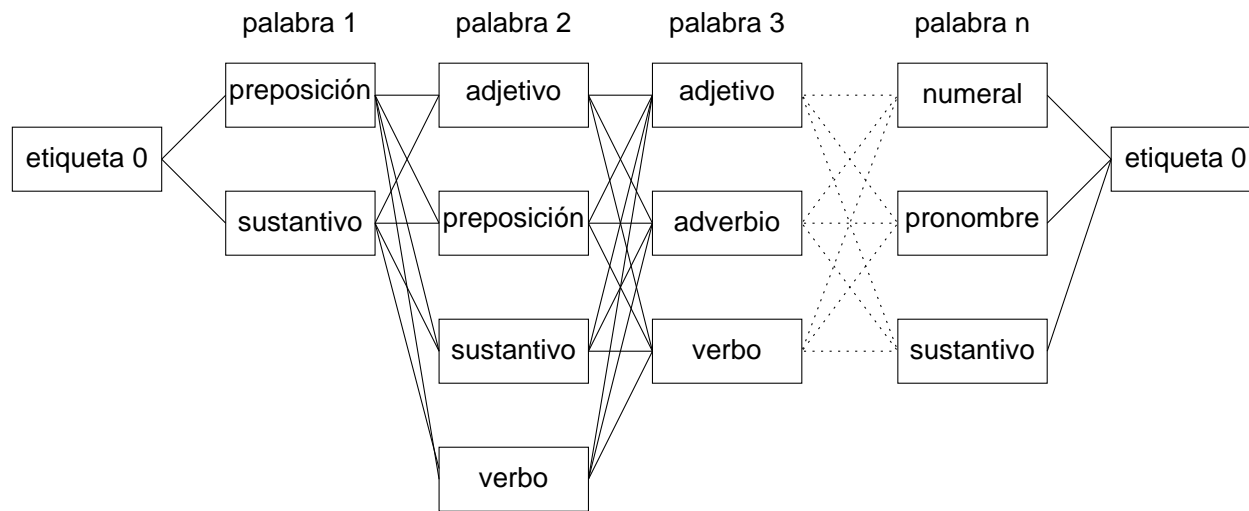 palabra 1
palabra 2
palabra 3
palabra n
preposición
adjetivo
adjetivo
numeral
etiqueta 0
etiqueta 0
sustantivo
preposición
adverbio
pronombre
sustantivo
verbo
sustantivo
verbo